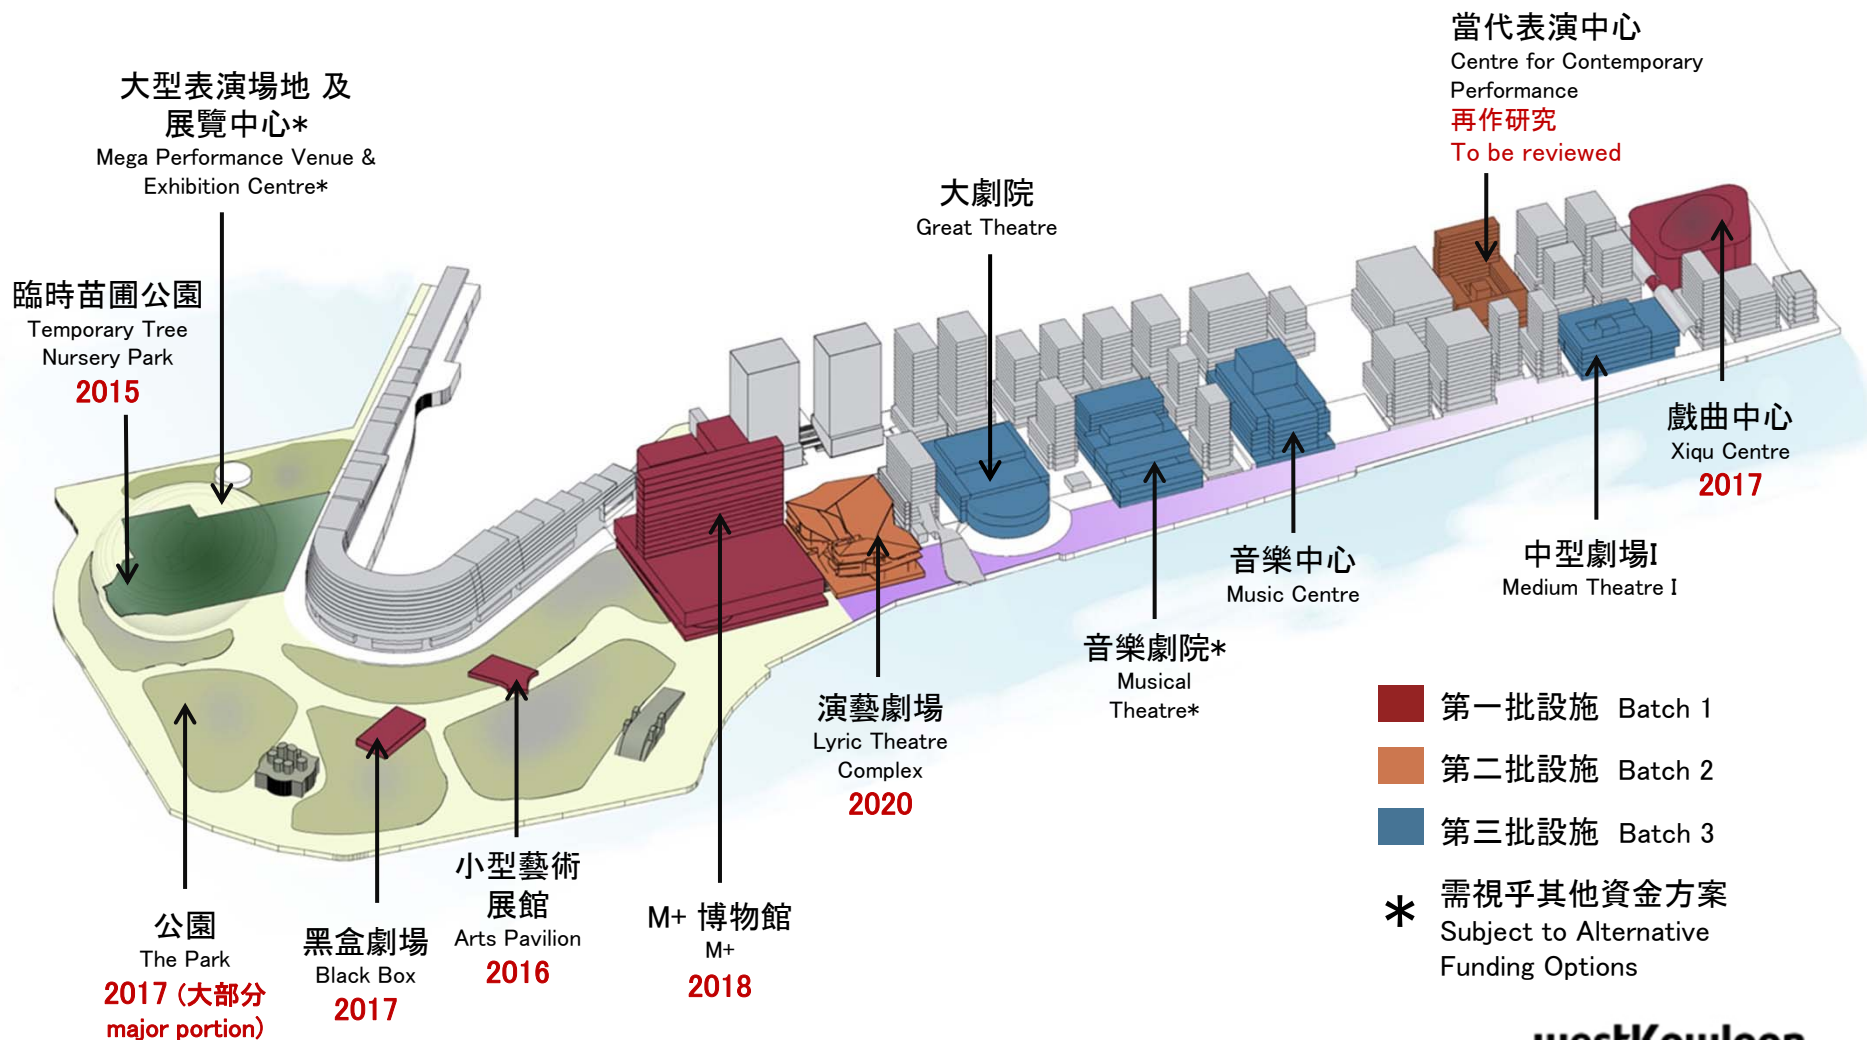 大型表演場地 及
展覽中心*
Mega Performance Venue &
Exhibition Centre*
臨時苗圃公園
Temporary Tree
Nursery Park
2015
大劇院
Great Theatre
當代表演中心
Centre for Contemporary
Performance
再作研究
To be reviewed
戲曲中心
Xiqu Centre
2017
中型劇場I
Medium Theatre I
音樂中心
Music Centre
音樂劇院*
Musical
Theatre*
演藝劇場
Lyric Theatre
Complex
2020
M+ 博物館
M+
2018
小型藝術
展館
Arts Pavilion
2016
黑盒劇場
Black Box
2017
公園
The Park
2017 (大部分
major portion)
第一批設施 Batch 1
第二批設施 Batch 2
第三批設施 Batch 3
* 需視乎其他資金方案
Subject to Alternative
Funding Options
westKowloon